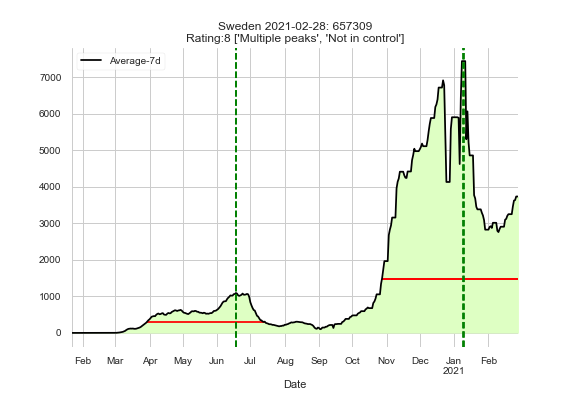 Sweden 2021-02-28: 657309
Rating:8 ['Multiple peaks', 'Not in control']
Average-7d
7000
6000
5000
4000
3000
2000
1000
0
Feb Mar Apr May Jun Jul Aug Sep Oct Nov Dec Jan Feb
2021
Date